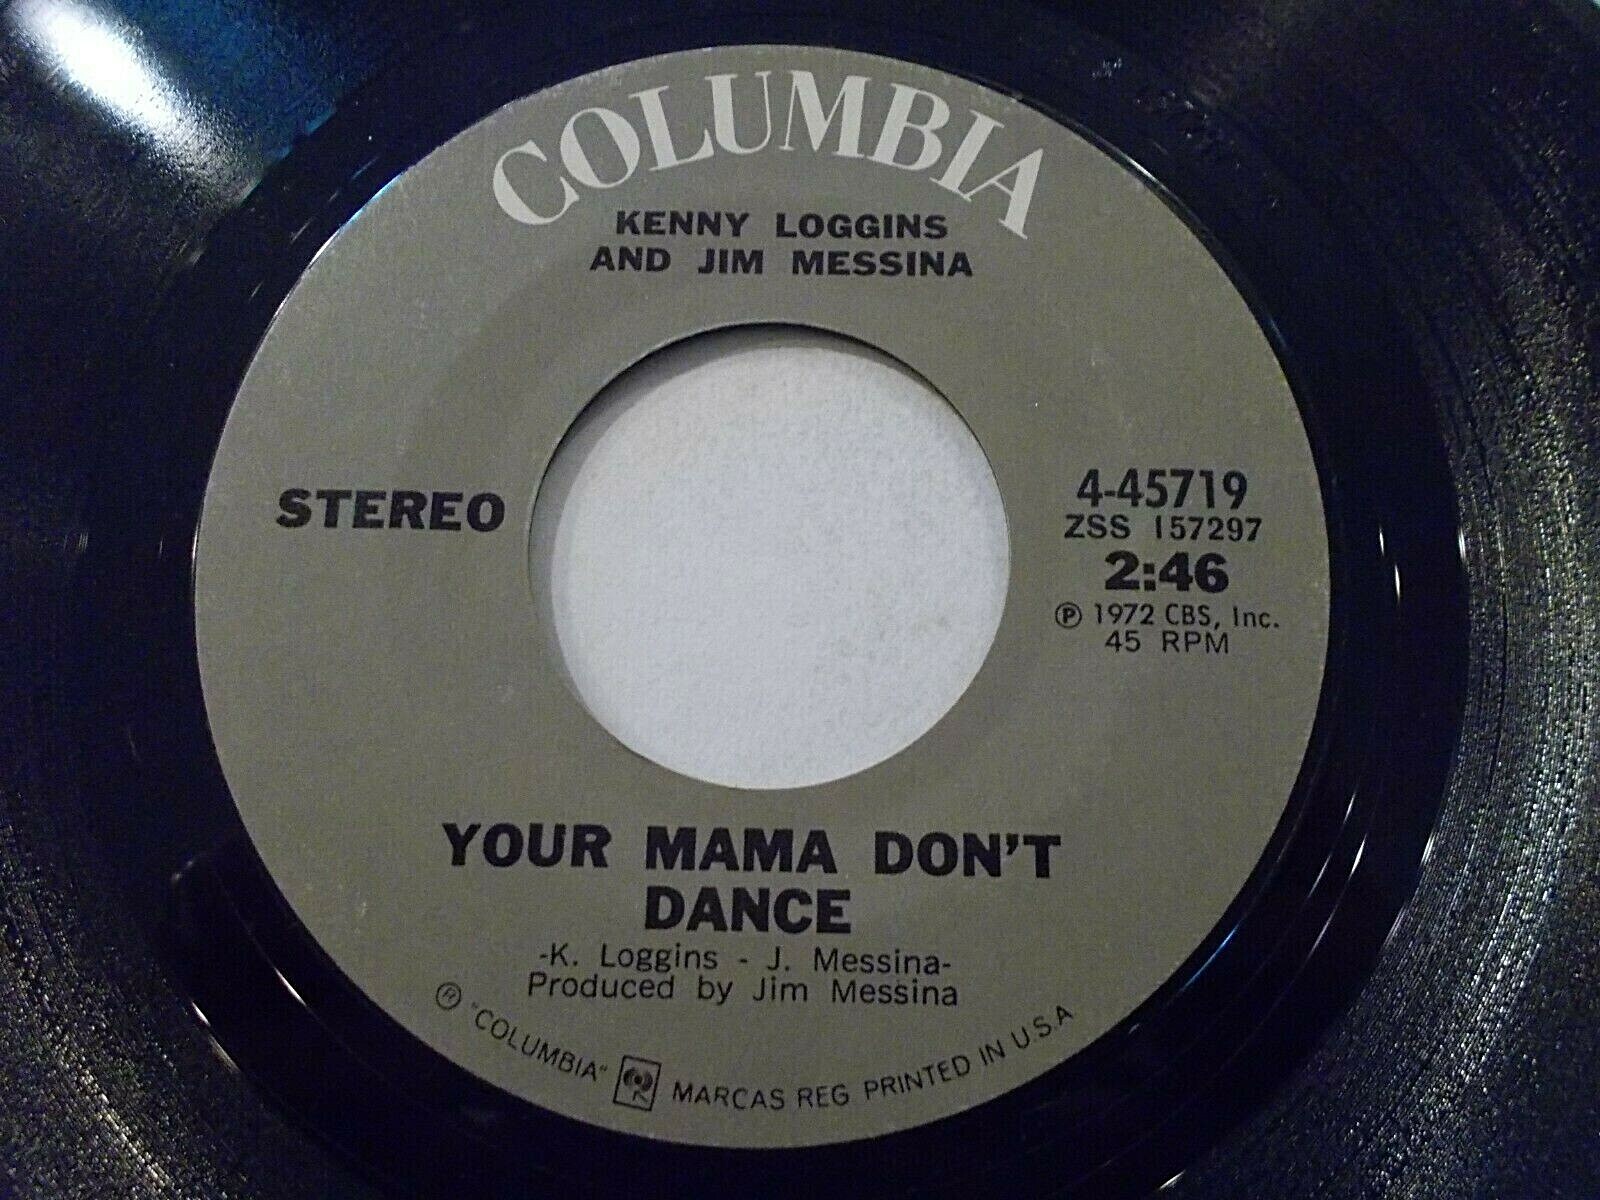 COLUMBIA
KENNY LOGGINS
AND JIM MESSINA
STEREO
4-45719
ZSS 157297
2:46
Ⓟ 1972 CBS, Inc.
45 RPM
YOUR MAMA DON'T
DANCE
-K. Loggins - J. Messina-
Produced by Jim Messina
® "COLUMBIA" MARCAS REG PRINTED IN U.S.A